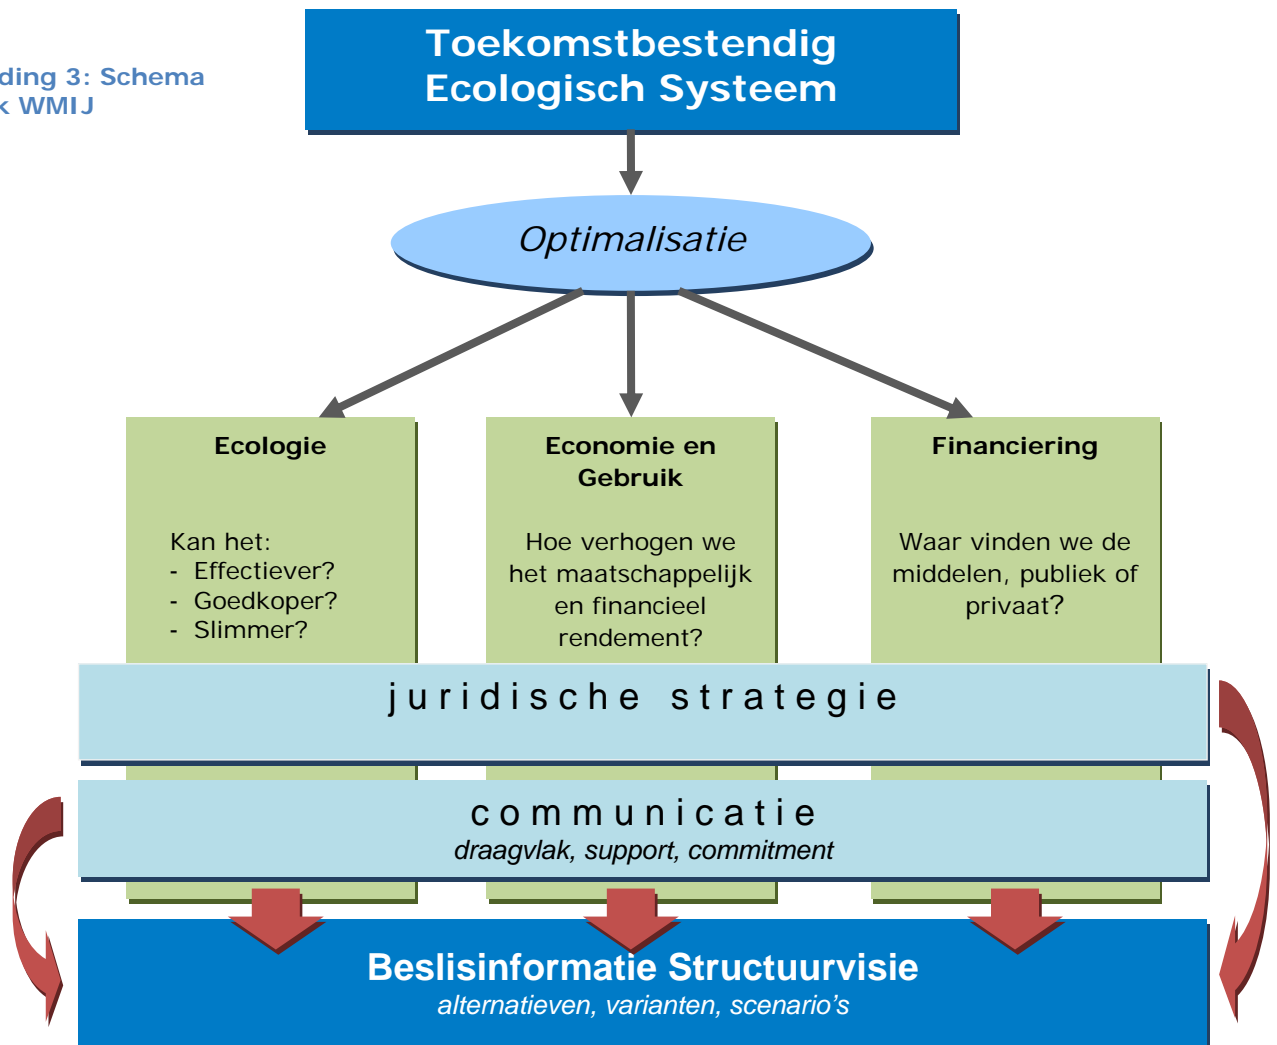 Toekomstbestendig
Ecologisch Systeem
ding 3: Schema
k WMIJ
Optimalisatie
Ecologie
Kan het:
- Effectiever?
- Goedkoper?
- Slimmer?
Economie en
Gebruik
Hoe verhogen we
het maatschappelijk
en financieel
rendement?
Financiering
Waar vinden we de
middelen, publiek of
privaat?
juridische strategie
communicatie
draagvlak, support, commitment
Beslisinformatie Structuurvisie
alternatieven, varianten, scenario's